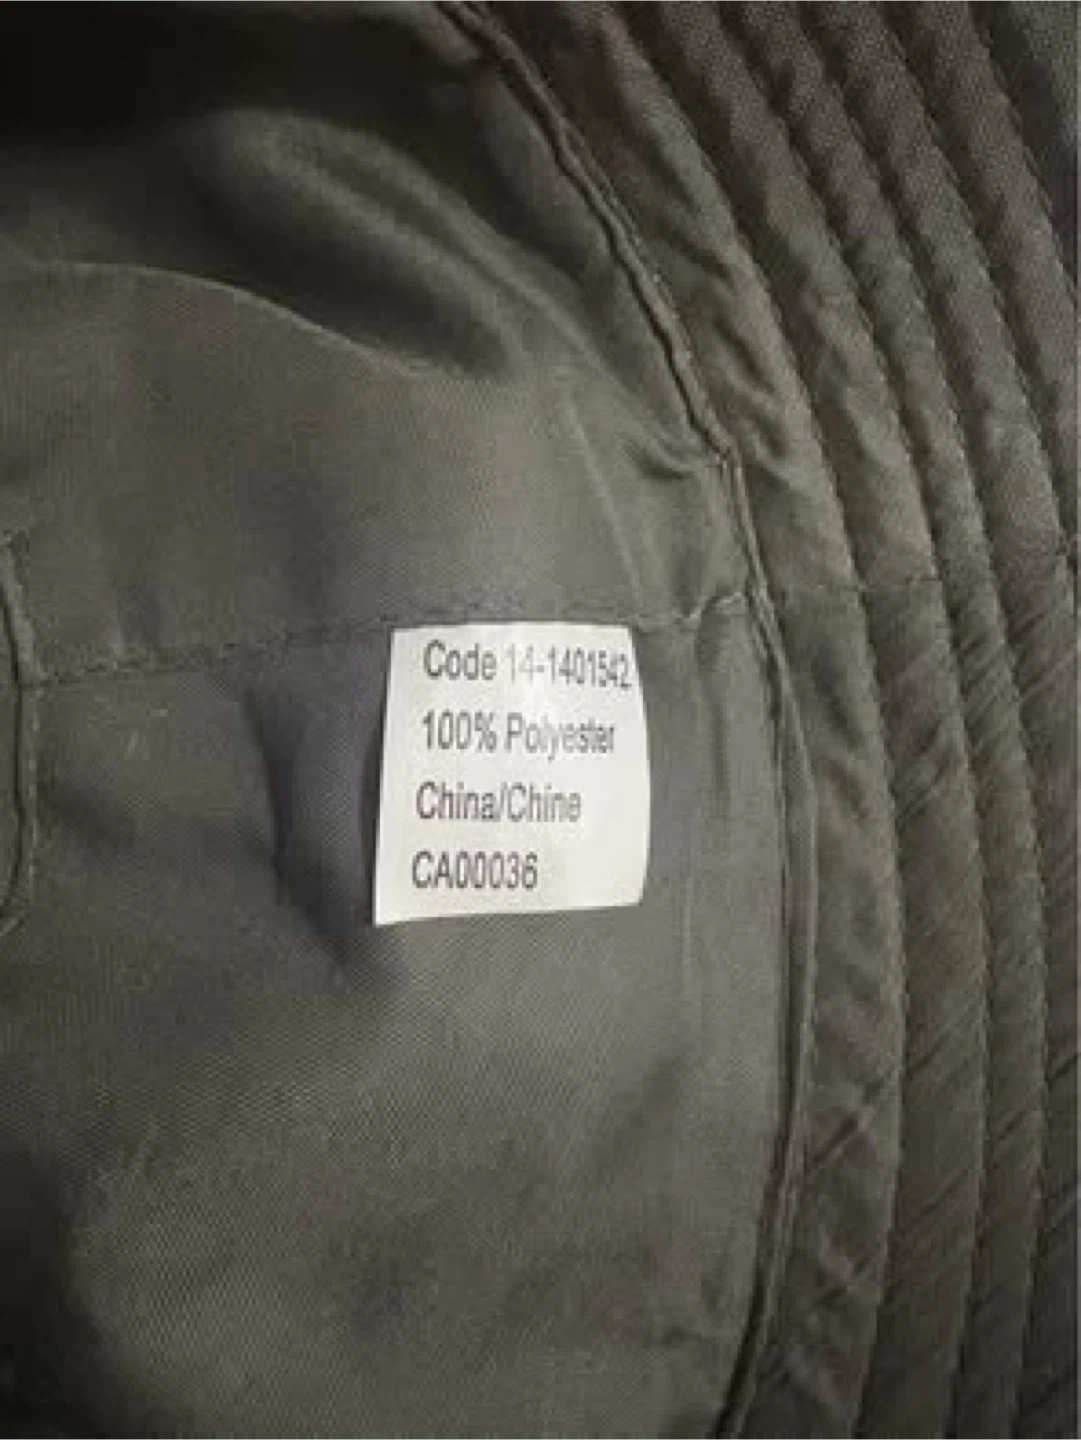 Code 14-1401542
100% Polyester
China/Chine
CA00036